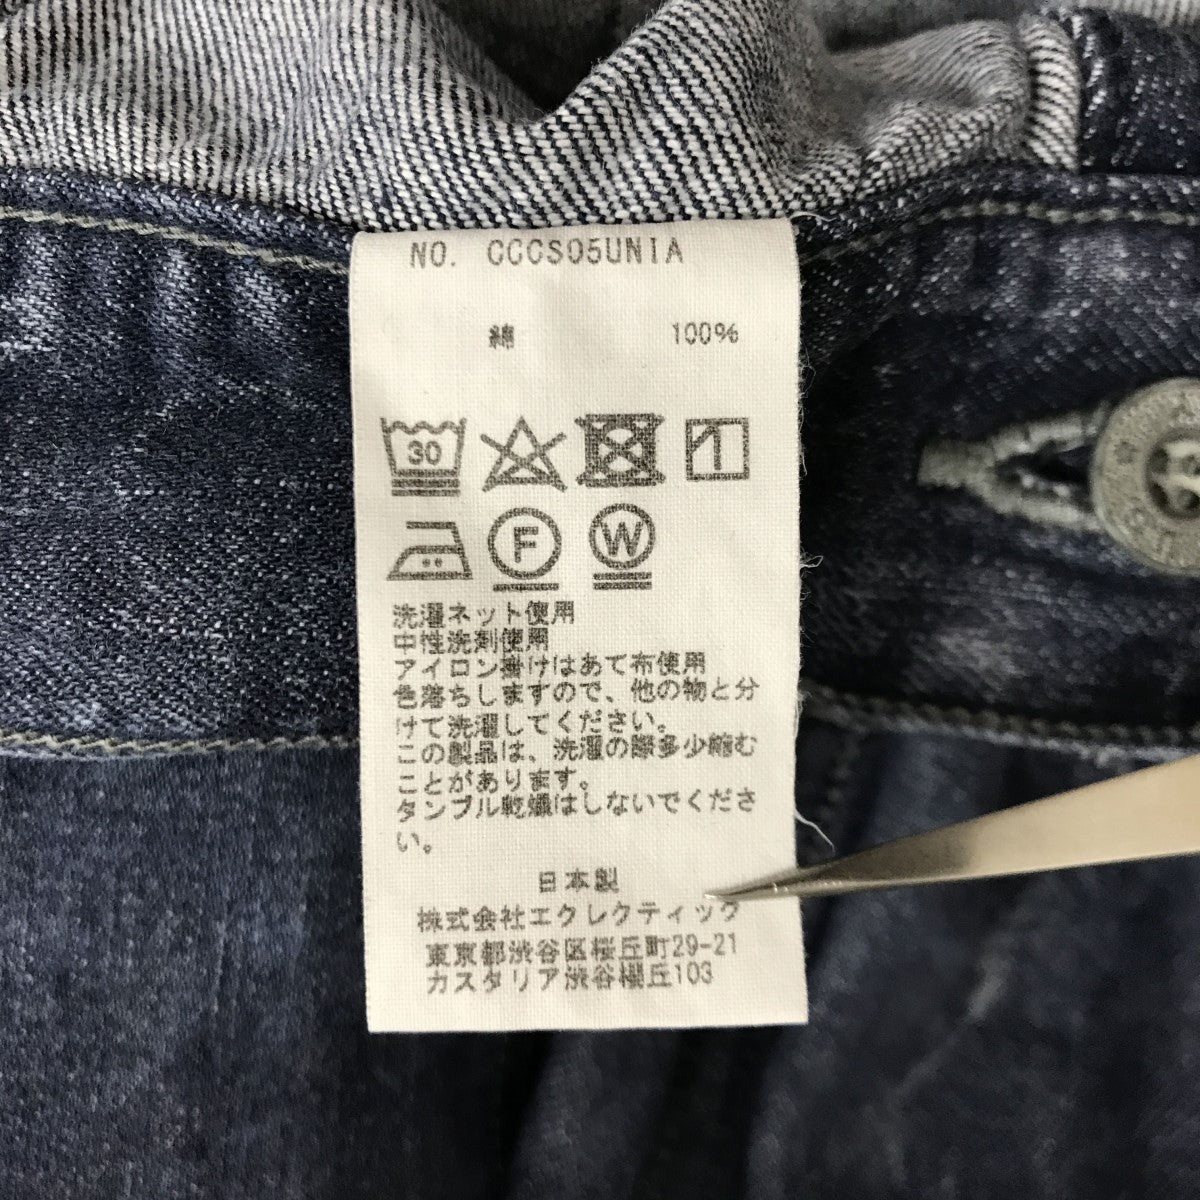 NO. CCCS05UNIA
綿 100%
30
F W
洗濯ネット使用
中性洗剤使用
アイロン掛けはあて布使用
色落ちしますので、他の物と分
けて洗濯してください。
この製品は、洗濯の際多少縮む
ことがあります。
タンブル乾燥はしないでくださ
い。
日本製
株式会社エクレクティック
東京都渋谷区桜丘町29-21
カスタリア渋谷櫻丘103